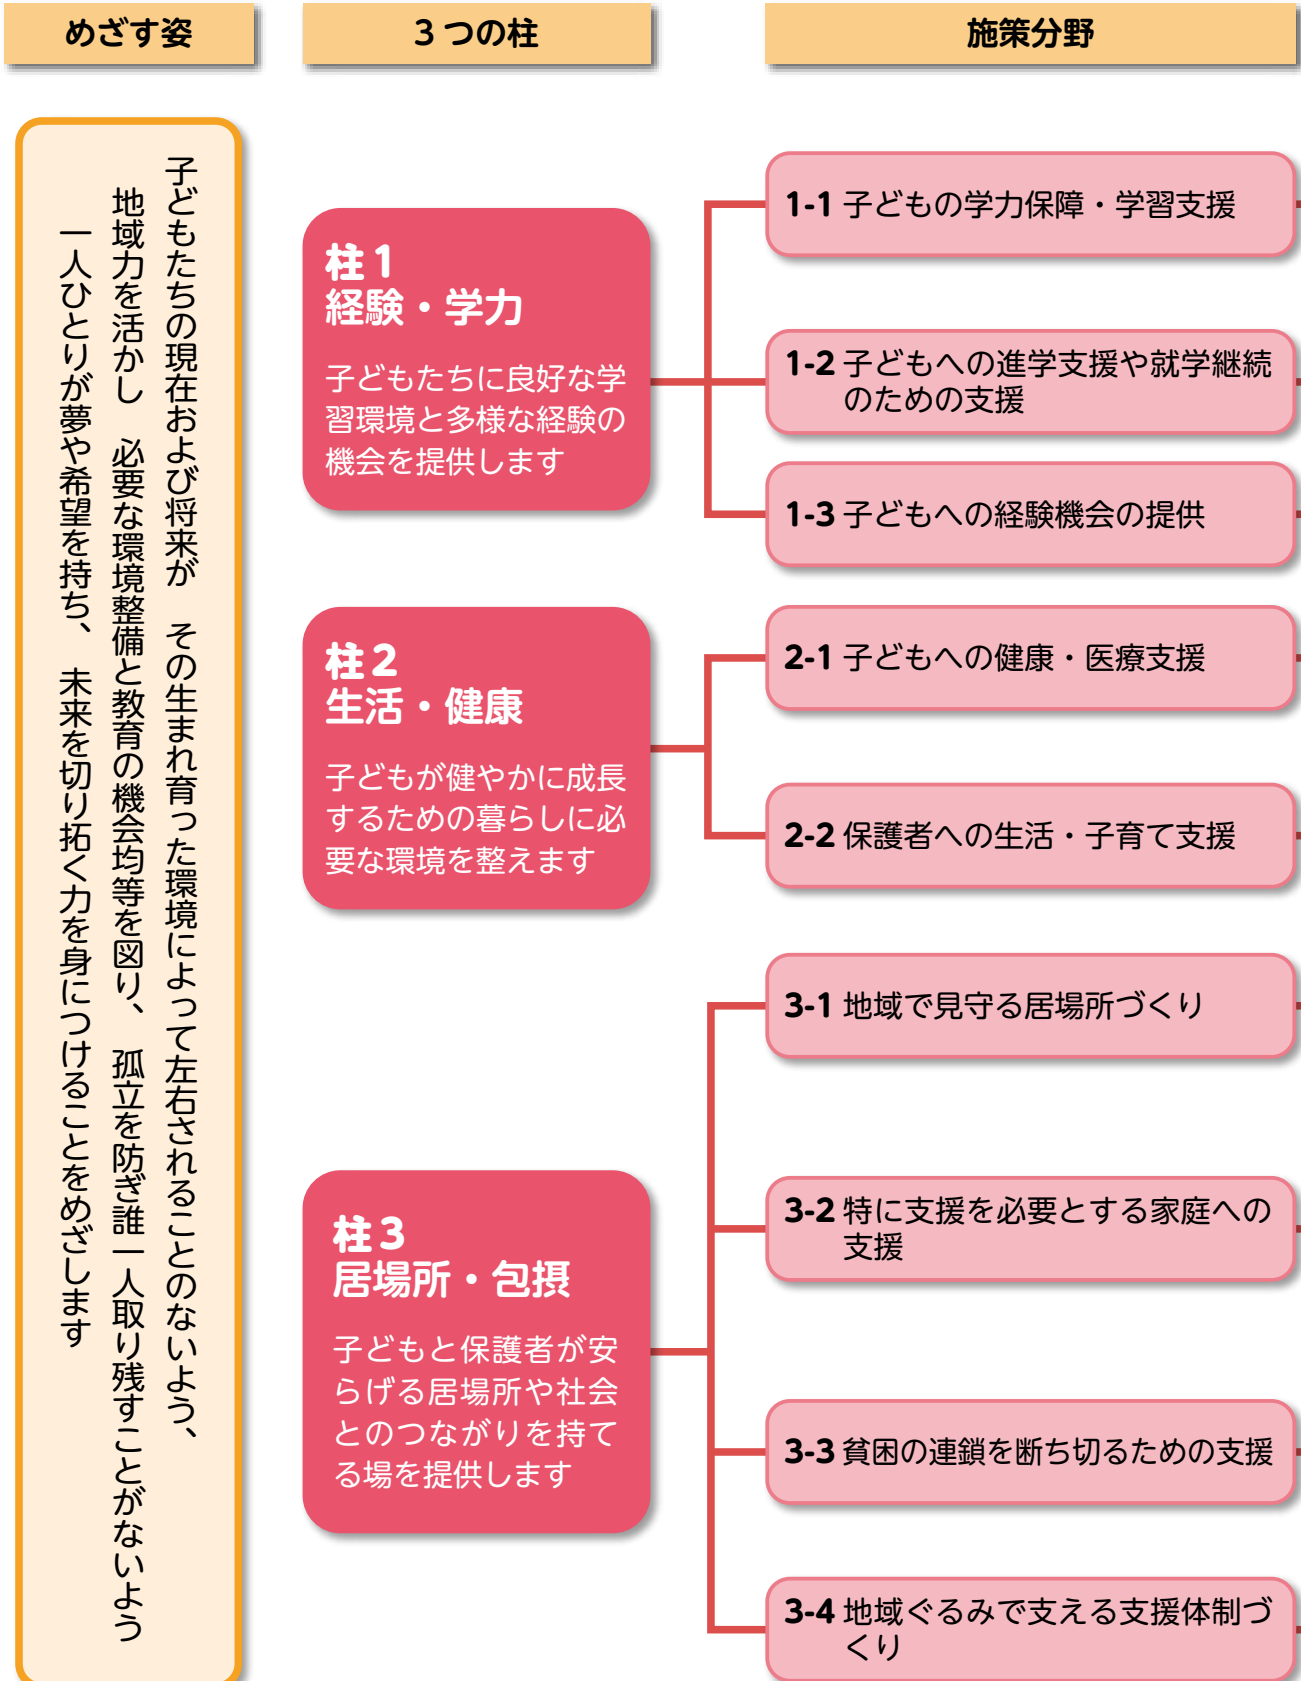 めざす姿
3つの柱
施策分野
子どもたちの現在および将来が　その生まれ育った環境によって左右されることのないよう、
地域力を活かし　必要な環境整備と教育の機会均等を図り、　孤立を防ぎ誰一人取り残すことがないよう
一人ひとりが夢や希望を持ち、　未来を切り拓く力を身につけることをめざします
柱1
経験・学力
子どもたちに良好な学
習環境と多様な経験の
機会を提供します
1-1 子どもの学力保障・学習支援
1-2 子どもへの進学支援や就学継続
のための支援
1-3 子どもへの経験機会の提供
柱2
生活・健康
子どもが健やかに成長
するための暮らしに必
要な環境を整えます
2-1 子どもへの健康・医療支援
2-2 保護者への生活・子育て支援
柱3
居場所・包摂
子どもと保護者が安
らげる居場所や社会
とのつながりを持て
る場を提供します
3-1 地域で見守る居場所づくり
3-2 特に支援を必要とする家庭への
支援
3-3 貧困の連鎖を断ち切るための支援
3-4 地域ぐるみで支える支援体制づ
くり